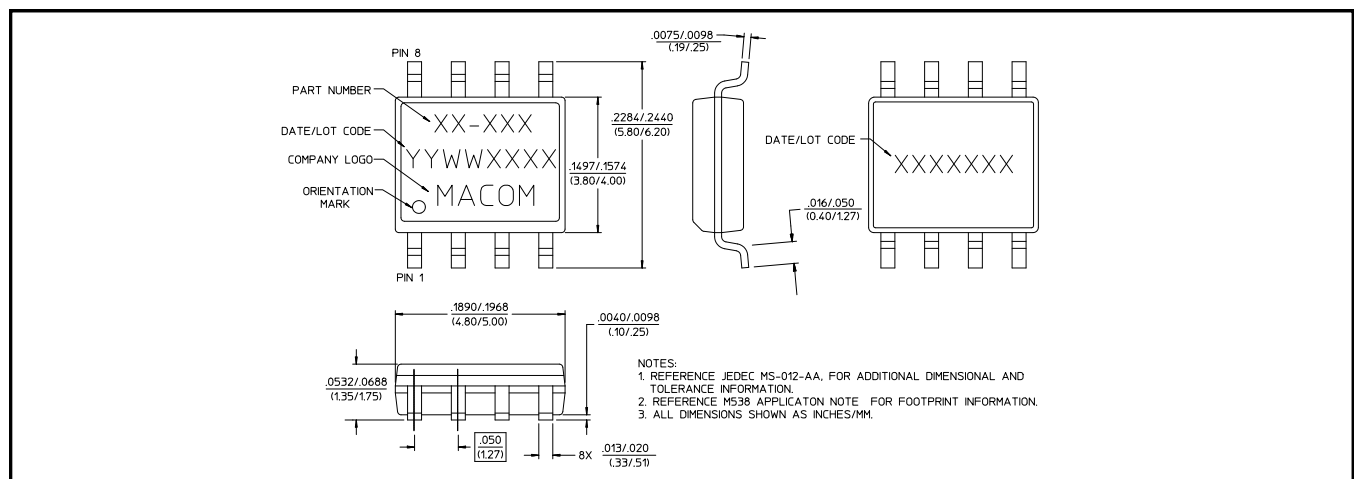 PIN 8
PART NUMBER
XX-XXX
DATE/LOT CODE
YYWWXXXX
COMPANY LOGO
MACOM
ORIENTATION
MARK
PIN 1
.2284/.2440
(5.80/6.20)
.1497/.1574
(3.80/4.00)
.0075/.0098
(.19/.25)
.016/.050
(0.40/1.27)
DATE/LOT CODE
XXXXXXX
.1890/.1968
(4.80/5.00)
.0040/.0098
(.10/.25)
.0532/.0688
(1.35/1.75)
.050
(1.27)
8X .013/.020
(.33/.51)
NOTES:
1. REFERENCE JEDEC MS-012-AA, FOR ADDITIONAL DIMENSIONAL AND
TOLERANCE INFORMATION.
2. REFERENCE M538 APPLICATON NOTE FOR FOOTPRINT INFORMATION.
3. ALL DIMENSIONS SHOWN AS INCHES/MM.